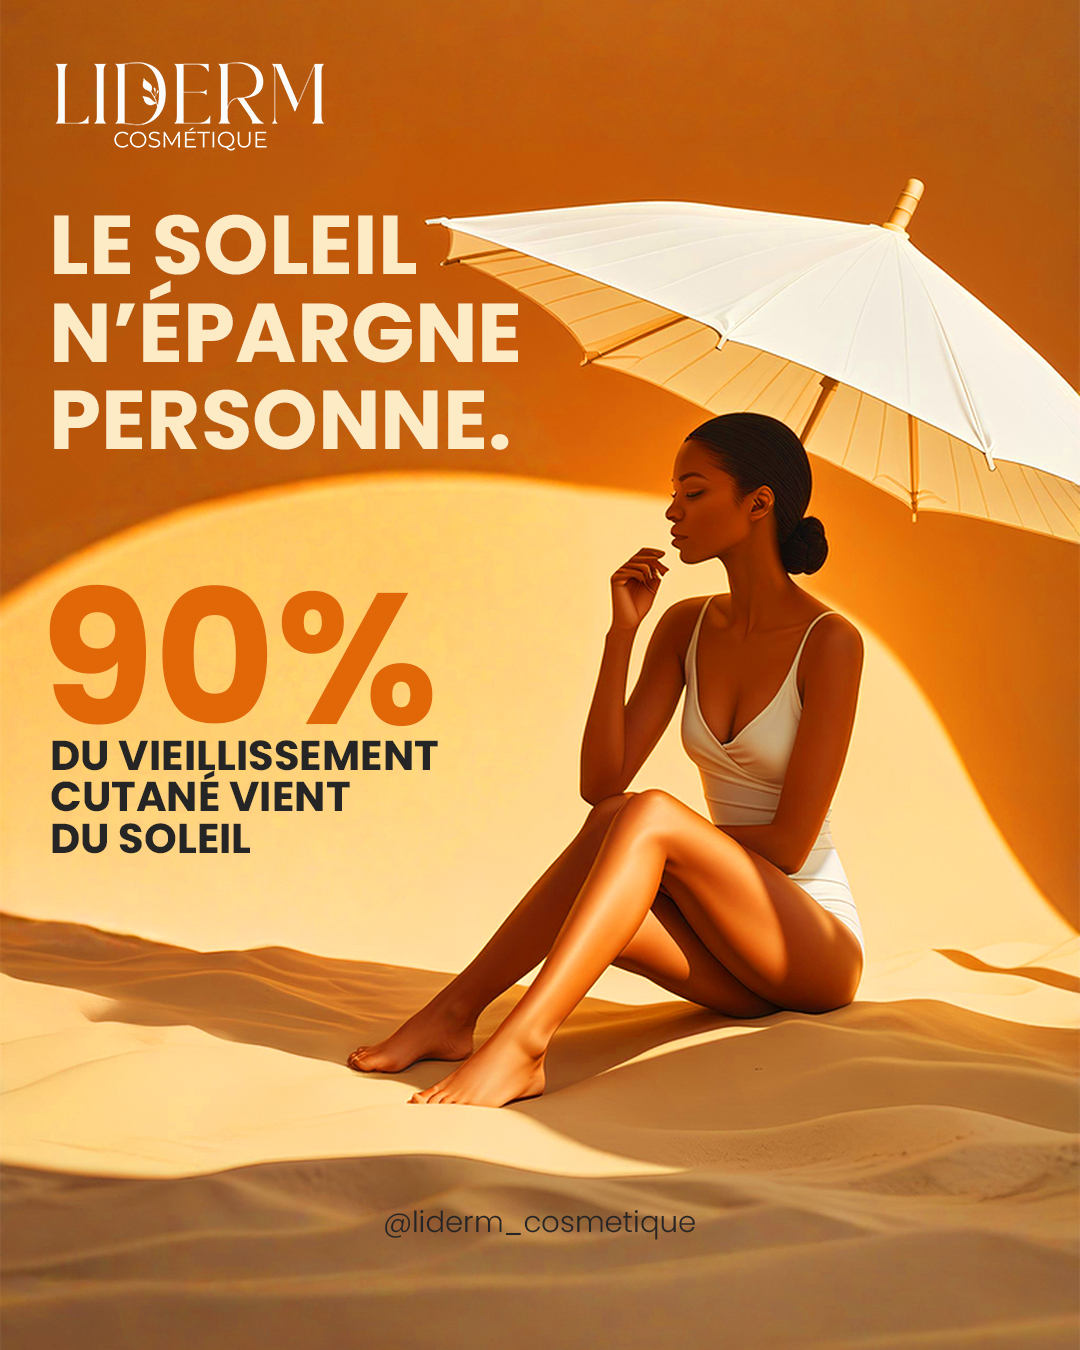 LIDERM
COSMÉTIQUE
LE SOLEIL
N’ÉPARGNE
PERSONNE.
90%
DU VIEILLISSEMENT
CUTANÉ VIENT
DU SOLEIL
@liderm_cosmetique